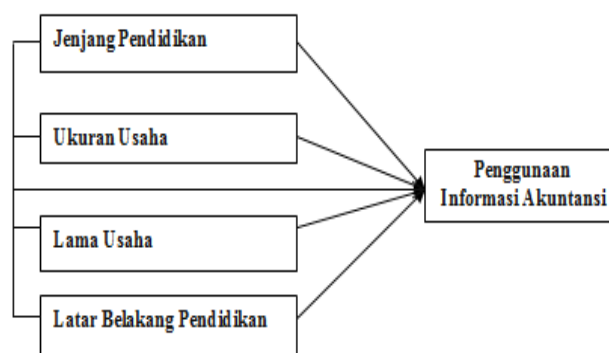 Jenjang Pendidikan
Ukuran Usaha
Penggunaan
Informasi Akuntansi
Lama Usaha
Latar Belakang Pendidikan